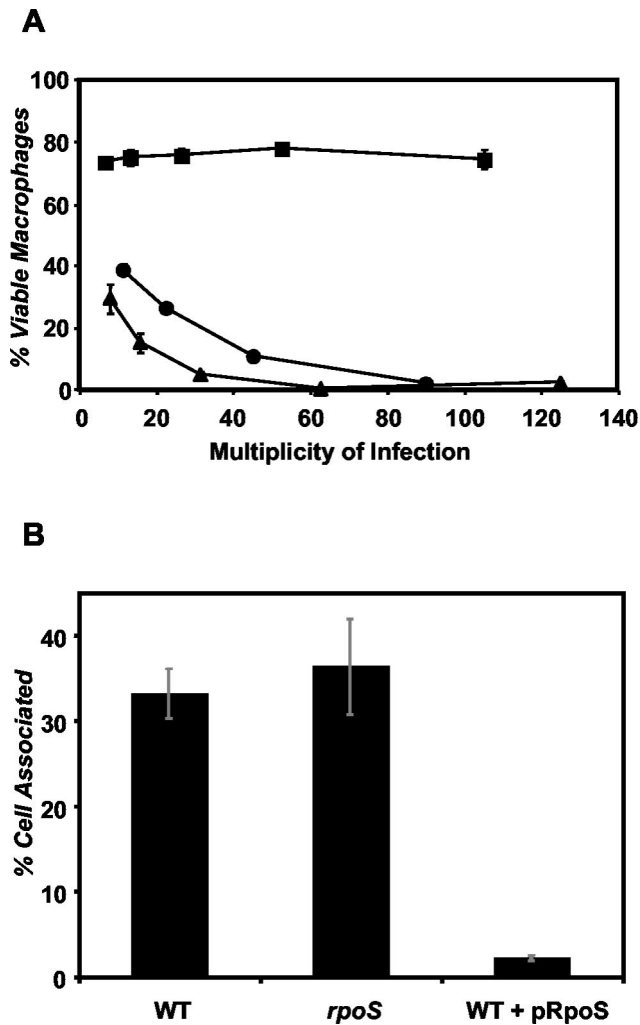 A
% Viable Macrophages
100
80
60
40
20
0
0 20 40 60 80 100 120 140
Multiplicity of Infection
B
% Cell Associated
40
30
20
10
0
WT rpoS WT + pRpoS